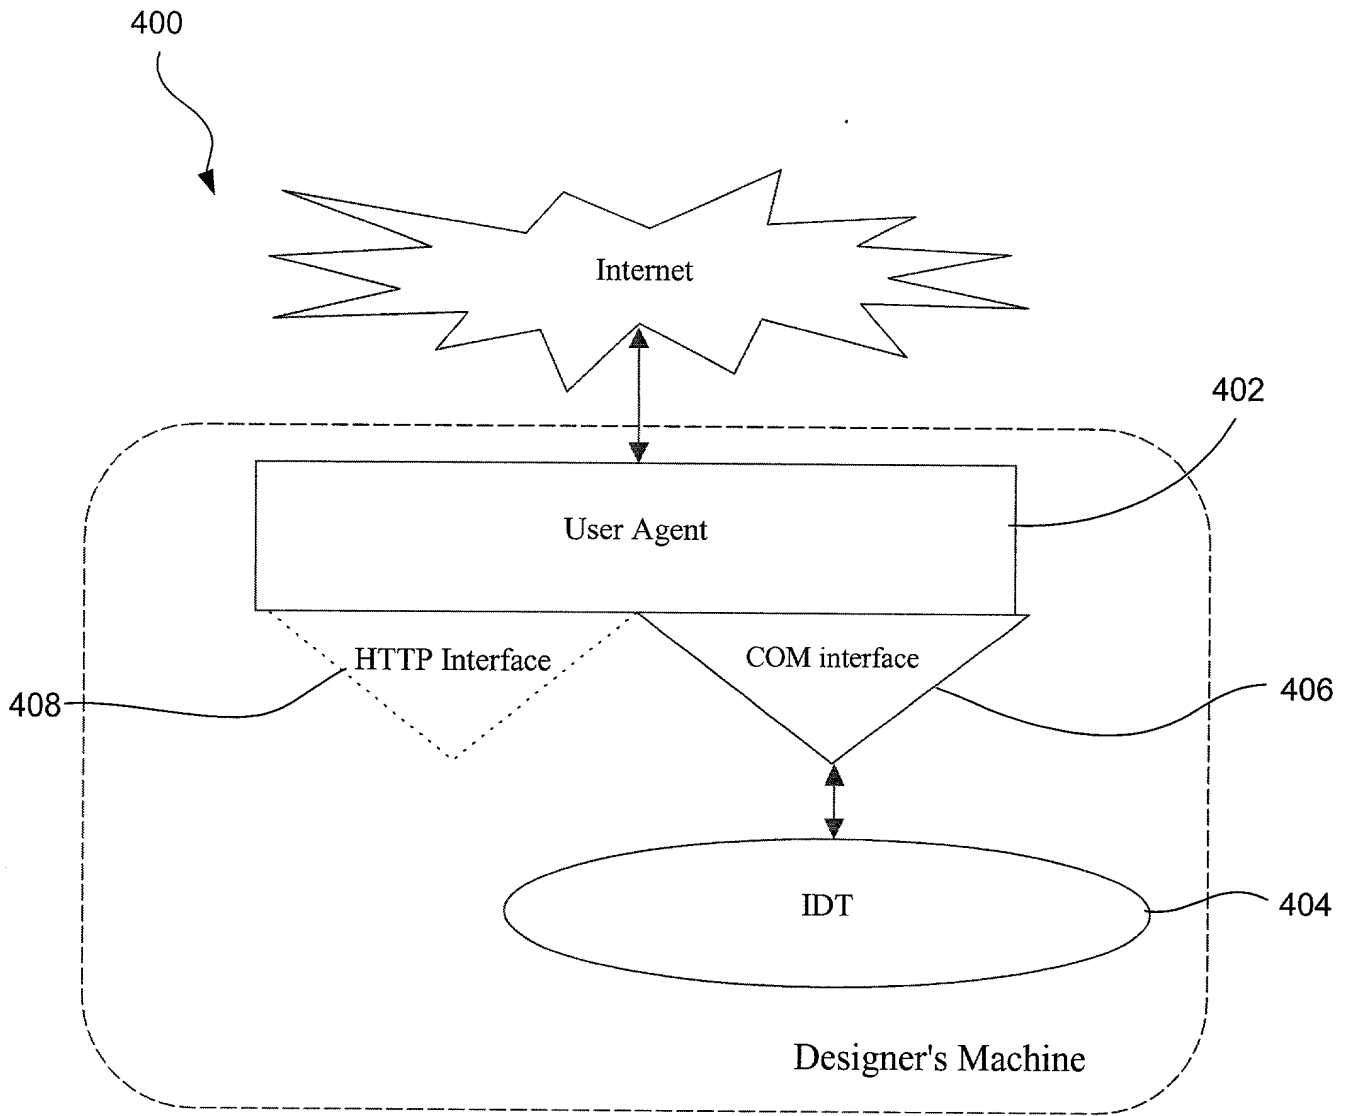 400
Internet
402
User Agent
HTTP Interface
COM interface
408
406
IDT
404
Designer's Machine